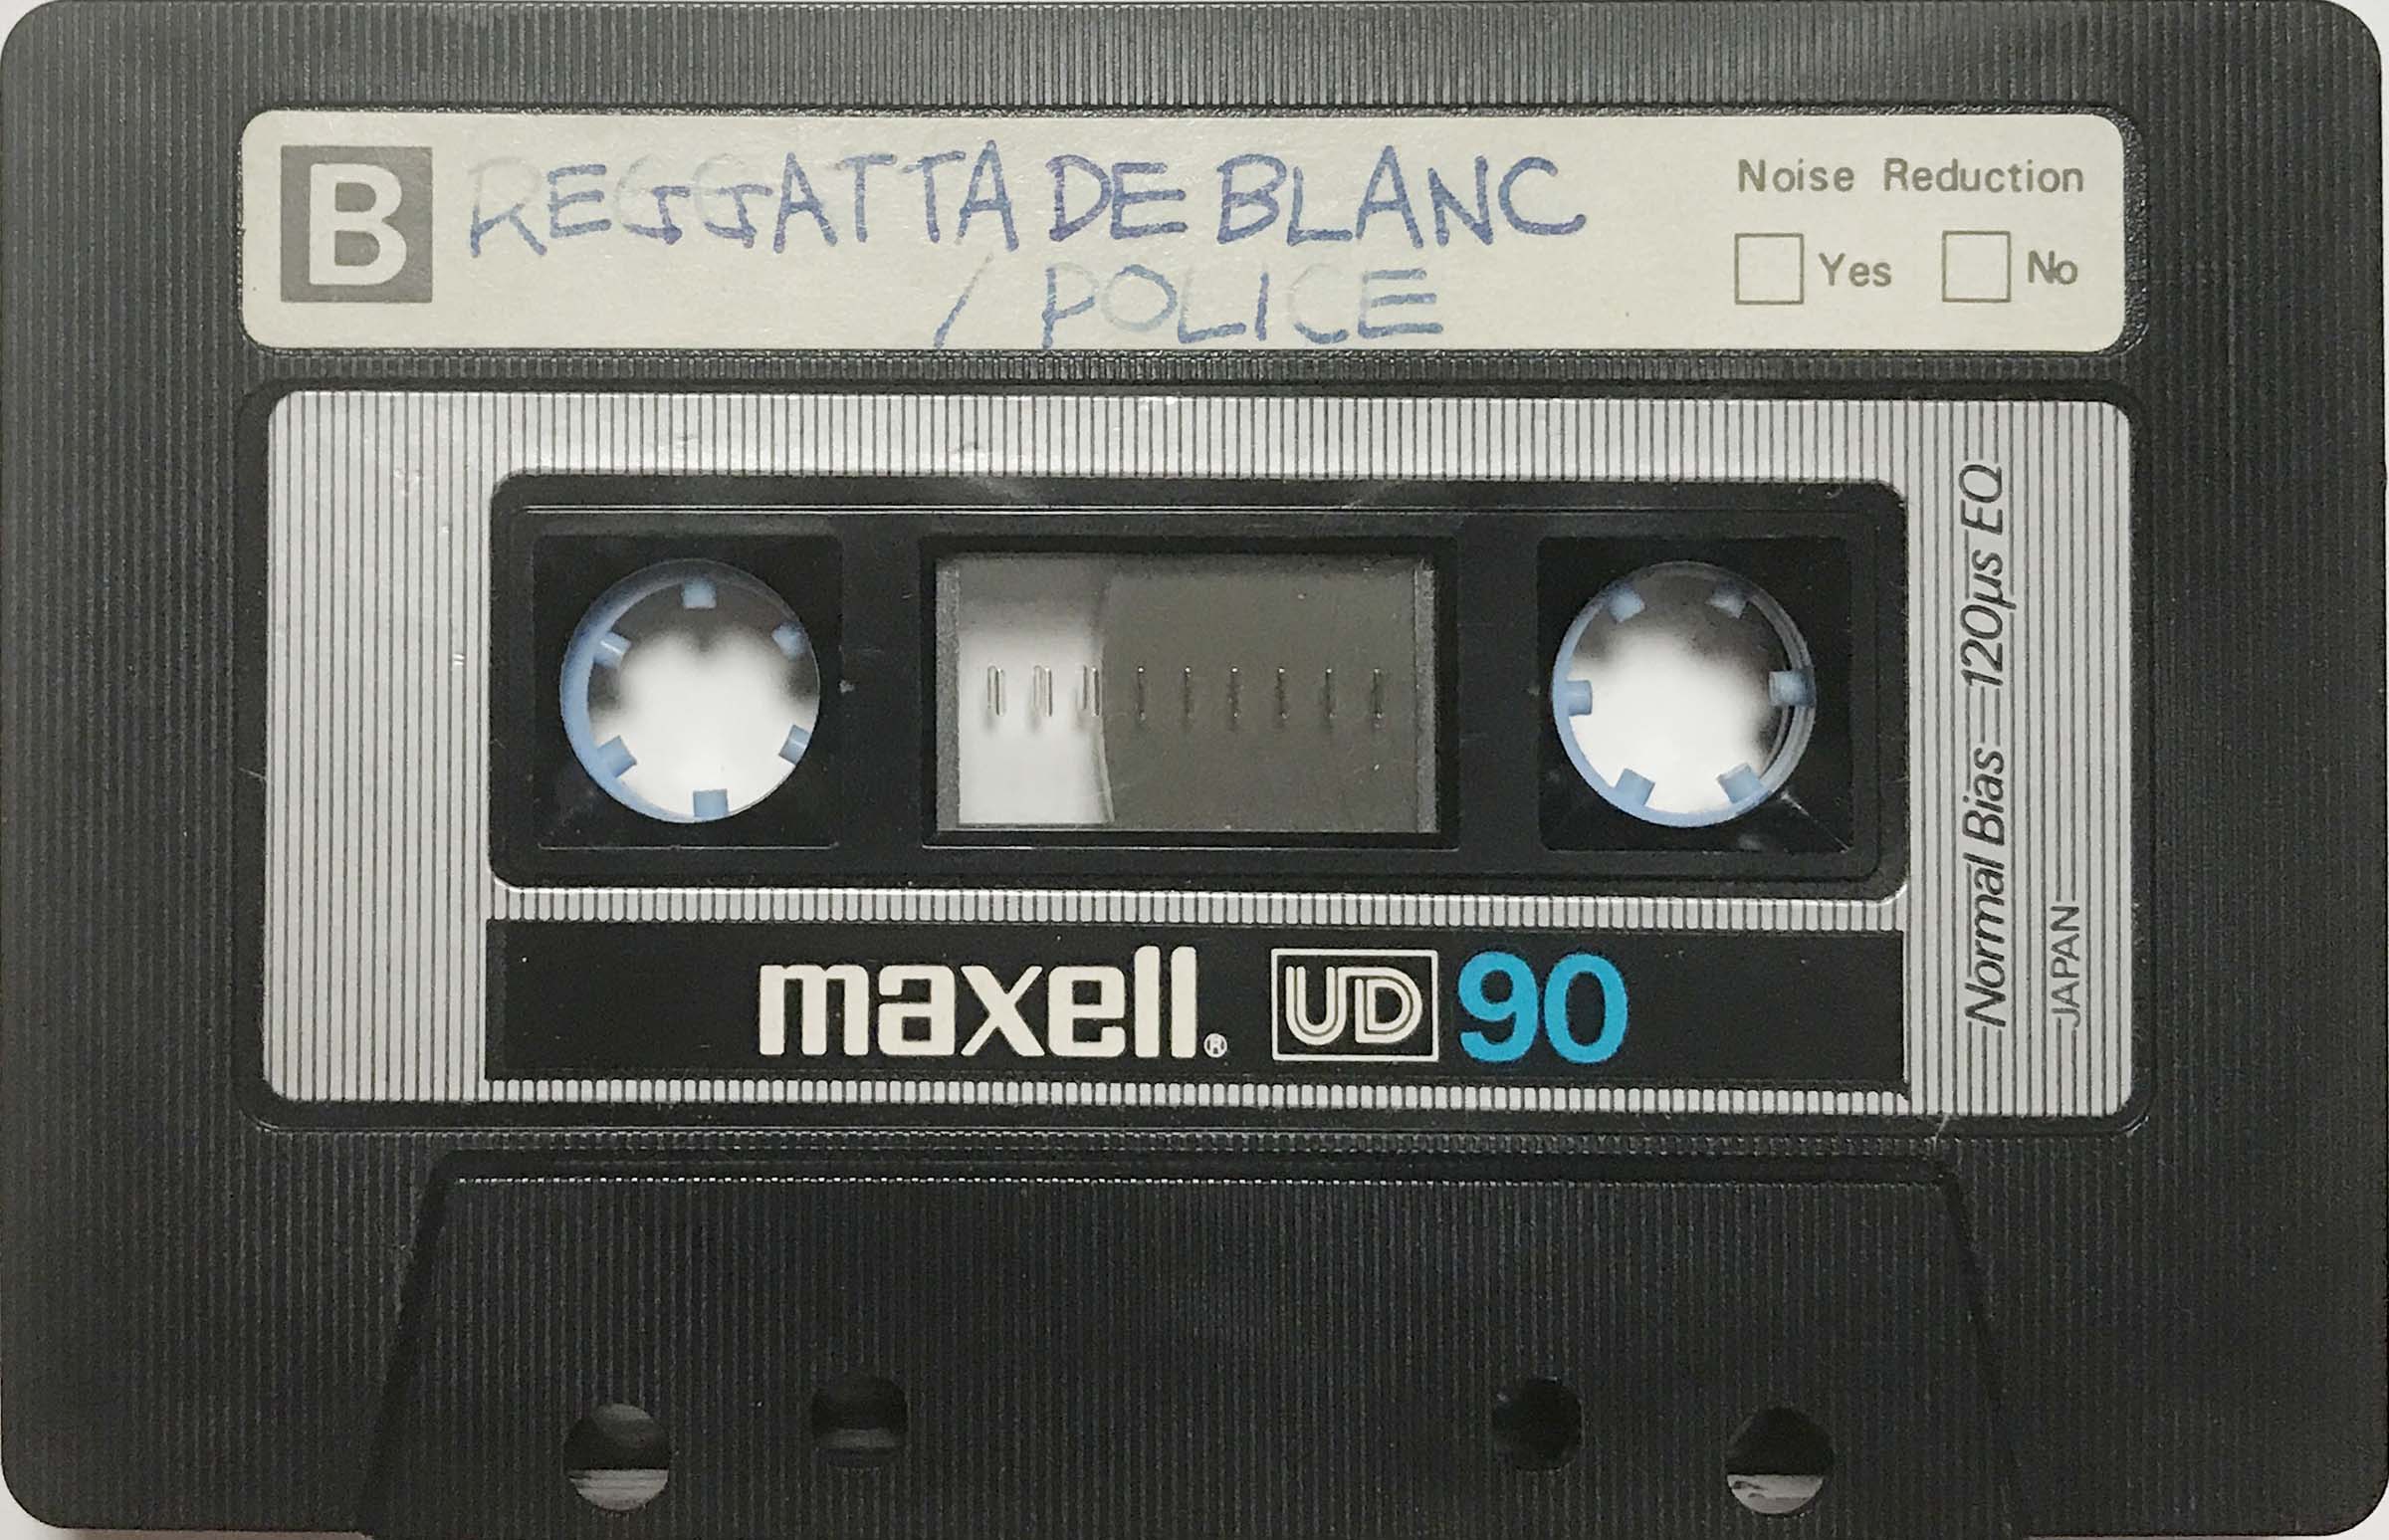 B
REGGATTA DE BLANC
/ POLICE
Noise Reduction
Yes No
Normal Bias 120µs EQ
JAPAN
maxell® UD 90